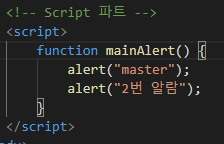 <!-- Script 파트 -->
<script>
function mainAlert() {
alert("master");
alert("2번 알람");
}
</script>